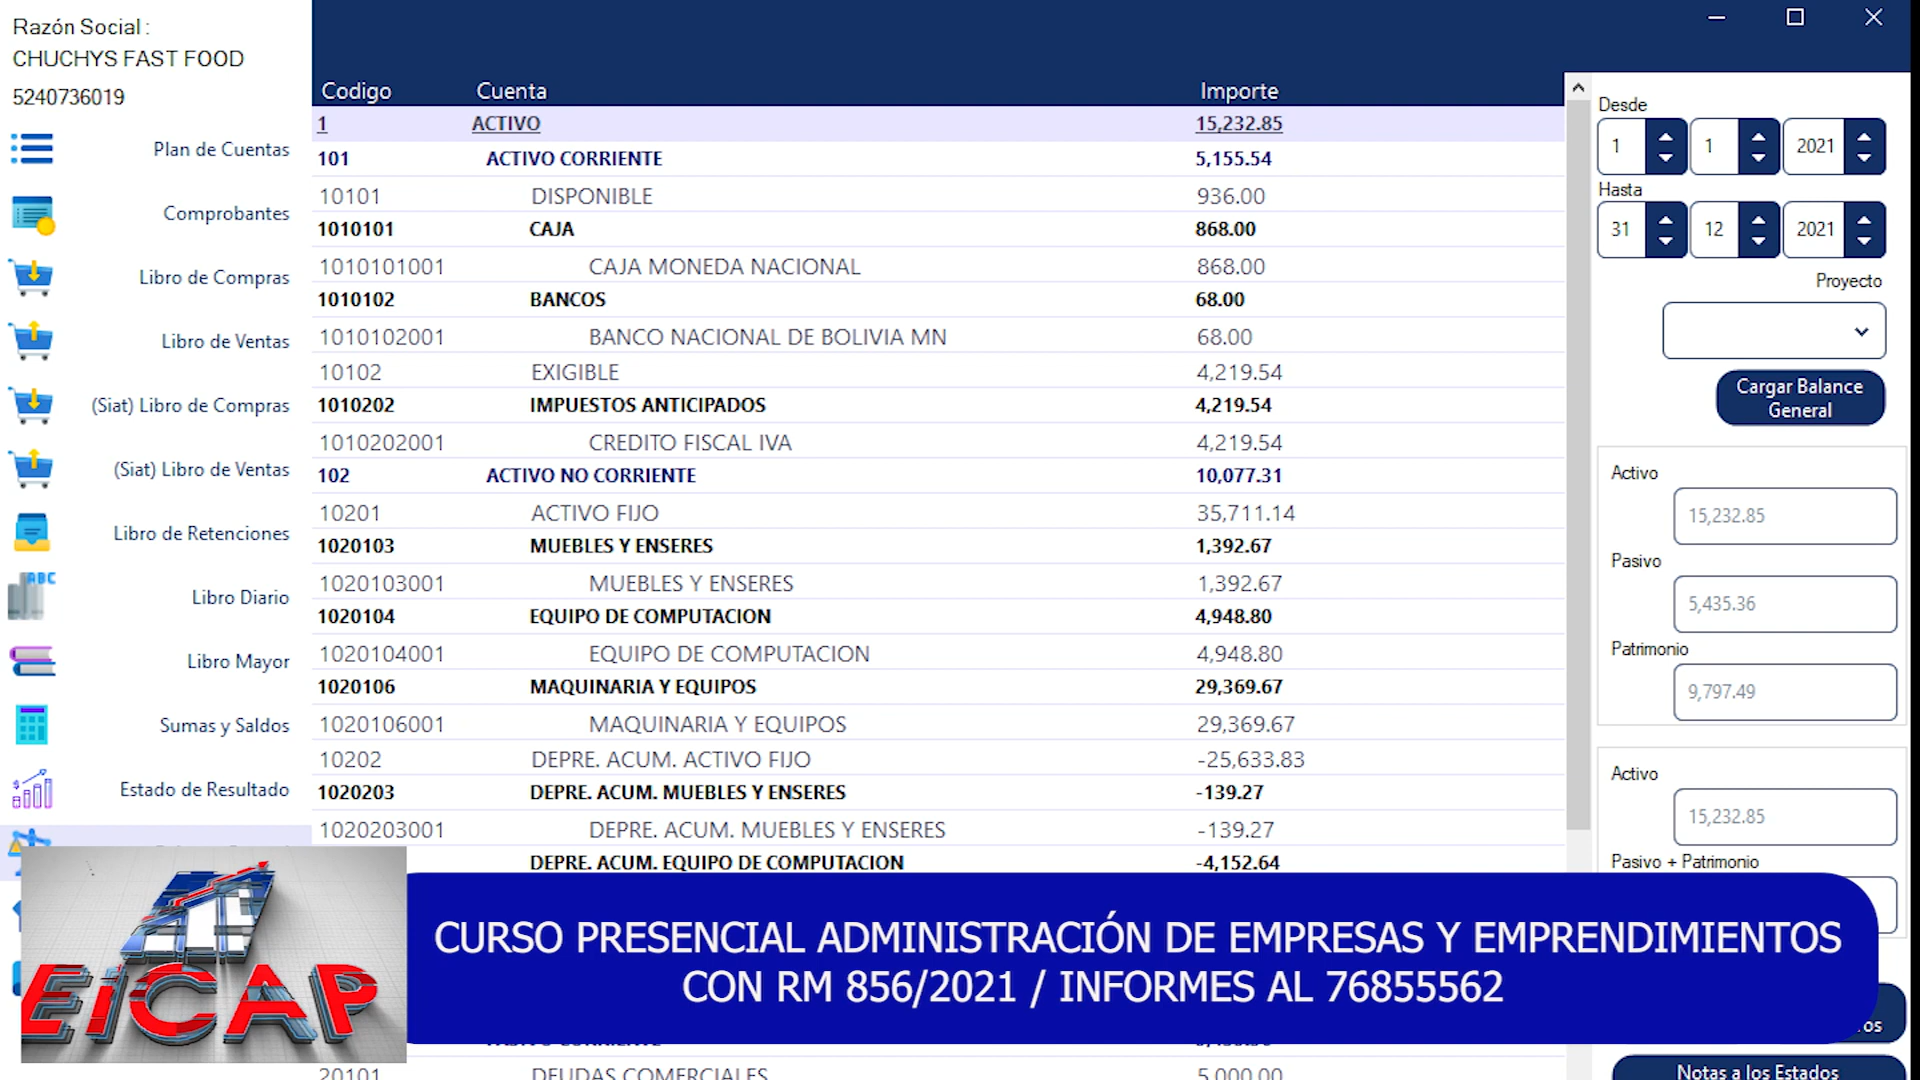 Razón Social :
CHUCHYS FAST FOOD
5240736019
Plan de Cuentas
Comprobantes
Libro de Compras
Libro de Ventas
(Siat) Libro de Compras
(Siat) Libro de Ventas
Libro de Retenciones
ABC
Libro Diario
Libro Mayor
Sumas y Saldos
Estado de Resultado
Codigo Cuenta Importe
1 ACTIVO 15,232.85
101 ACTIVO CORRIENTE 5,155.54
10101 DISPONIBLE 936.00
1010101 CAJA 868.00
1010101001 CAJA MONEDA NACIONAL 868.00
1010102 BANCOS 68.00
1010102001 BANCO NACIONAL DE BOLIVIA MN 68.00
10102 EXIGIBLE 4,219.54
1010202 IMPUESTOS ANTICIPADOS 4,219.54
1010202001 CREDITO FISCAL IVA 4,219.54
102 ACTIVO NO CORRIENTE 10,077.31
10201 ACTIVO FIJO 35,711.14
1020103 MUEBLES Y ENSERES 1,392.67
1020103001 MUEBLES Y ENSERES 1,392.67
1020104 EQUIPO DE COMPUTACION 4,948.80
1020104001 EQUIPO DE COMPUTACION 4,948.80
1020106 MAQUINARIA Y EQUIPOS 29,369.67
1020106001 MAQUINARIA Y EQUIPOS 29,369.67
10202 DEPRE. ACUM. ACTIVO FIJO -25,633.83
1020203 DEPRE. ACUM. MUEBLES Y ENSERES -139.27
1020203001 DEPRE. ACUM. MUEBLES Y ENSERES -139.27
DEPRE. ACUM. EQUIPO DE COMPUTACION -4,152.64
20101 DEUDAS COMERCIALES 5,000.00
Desde
1 1 2021
Hasta
31 12 2021
Proyecto
Cargar Balance
General
Activo
15,232.85
Pasivo
5,435.36
Patrimonio
9,797.49
Activo
15,232.85
Pasivo + Patrimonio
Notas a los Estados
EiCAP
CURSO PRESENCIAL ADMINISTRACIÓN DE EMPRESAS Y EMPRENDIMIENTOS
CON RM 856/2021 / INFORMES AL 76855562